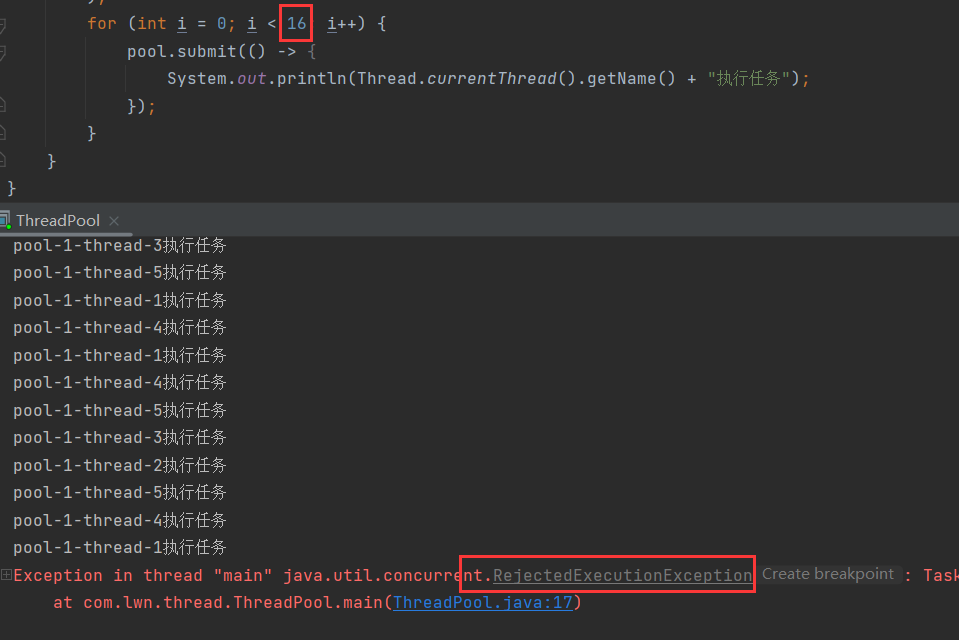 for (int i = 0; i < 16; i++) {
pool.submit(() -> {
System.out.println(Thread.currentThread().getName() + "执行任务");
});
}
}
}
ThreadPool ×
pool-1-thread-3执行任务
pool-1-thread-5执行任务
pool-1-thread-1执行任务
pool-1-thread-4执行任务
pool-1-thread-1执行任务
pool-1-thread-4执行任务
pool-1-thread-5执行任务
pool-1-thread-3执行任务
pool-1-thread-2执行任务
pool-1-thread-5执行任务
pool-1-thread-4执行任务
pool-1-thread-1执行任务
Exception in thread "main" java.util.concurrent.RejectedExecutionException Create breakpoint : Task
at com.lwn.thread.ThreadPool.main(ThreadPool.java:17)